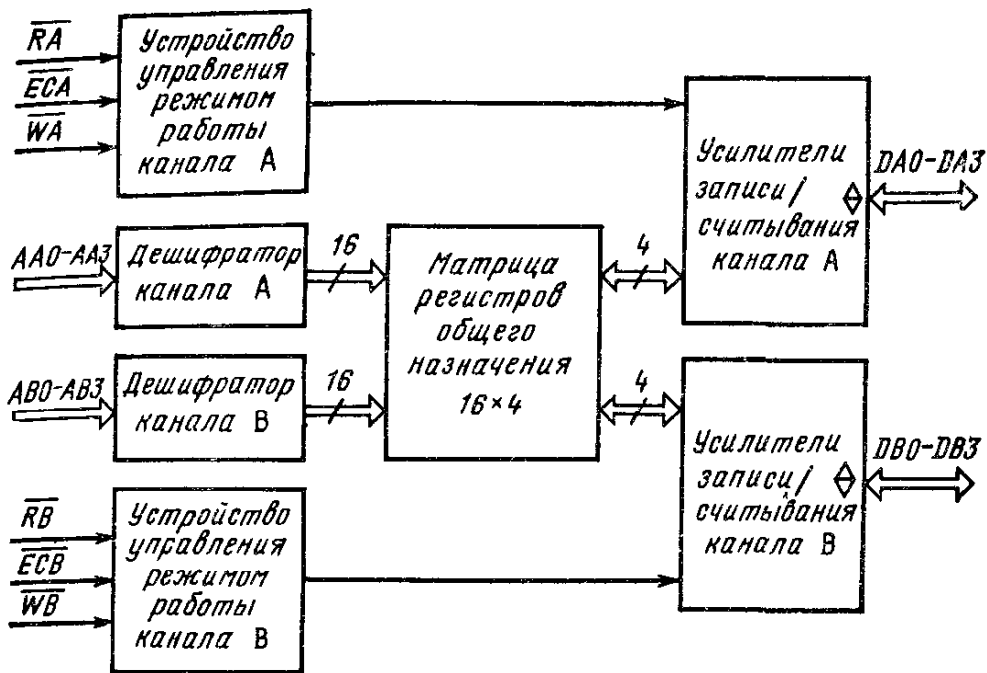 RA
ECA
WA
Устройство
управления
режимом
работы
канала A
Усилители
записи/
считывания
канала A
DA0-DA3
AA0-AA3
Дешифратор
канала A
16
Матрица
регистров
общего
назначения
16×4
4
AB0-AB3
Дешифратор
канала B
16
4
Усилители
записи/
считывания
канала B
DB0-DB3
RB
ECB
WB
Устройство
управления
режимом
работы
канала B